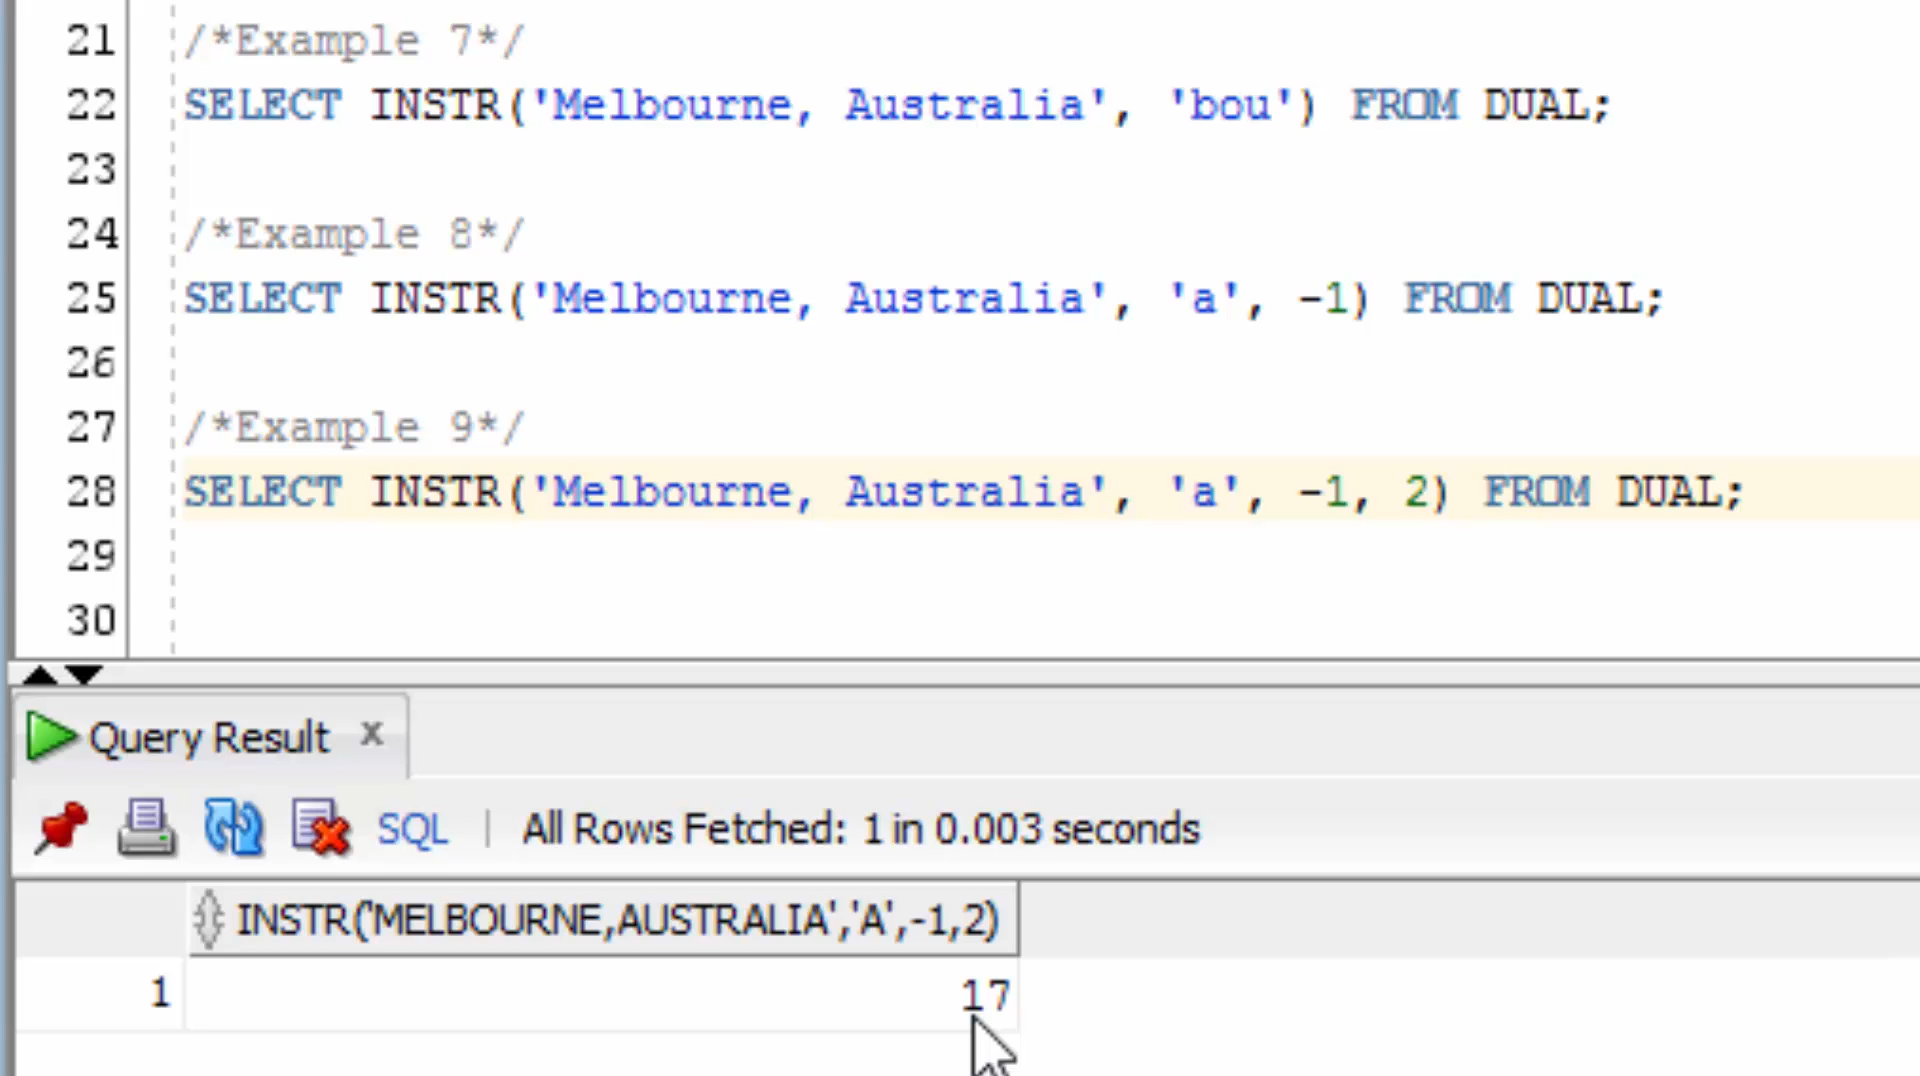 21 /*Example 7*/
22 SELECT INSTR('Melbourne, Australia', 'bou') FROM DUAL;
23
24 /*Example 8*/
25 SELECT INSTR('Melbourne, Australia', 'a', -1) FROM DUAL;
26
27 /*Example 9*/
28 SELECT INSTR('Melbourne, Australia', 'a', -1, 2) FROM DUAL;
29
30
Query Result x
SQL | All Rows Fetched: 1 in 0.003 seconds
INSTR('MELBOURNE,AUSTRALIA','A',-1,2)
1 17